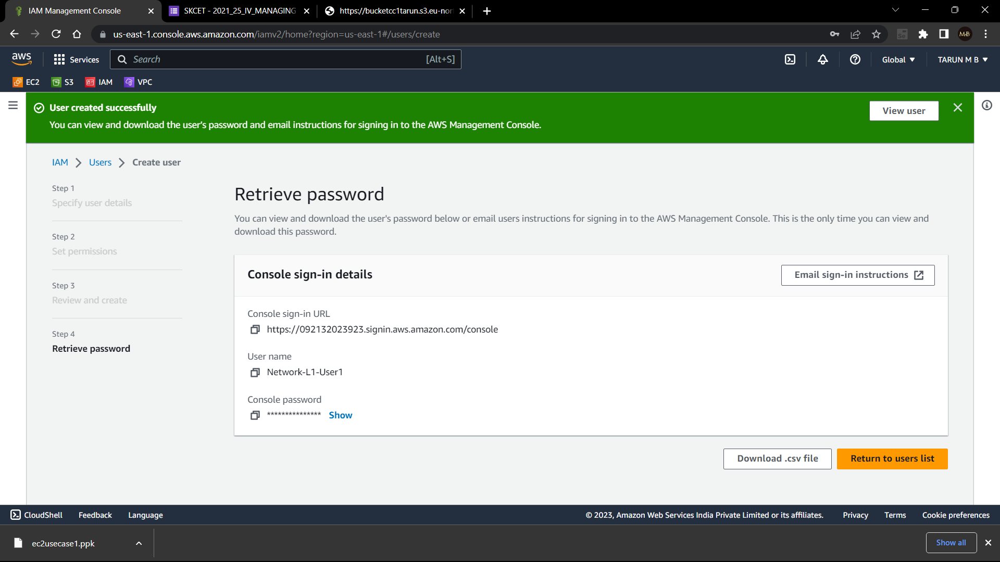 IAM Management Console
SKCET - 2021_25_IV_MANAGING
https://bucketcc1tarun.s3.eu-nor
us-east-1.console.aws.amazon.com/iamv2/home?region=us-east-1#/users/create
Se
M&B
aws
Services
Search
[Alt+S]
Global
TARUN M B
EC2
S3
IAM
VPC
User created successfully
You can view and download the user's password and email instructions for signing in to the AWS Management Console.
View user
IAM
Users
Create user
Step 1
Specify user details
Step 2
Set permissions
Step 3
Review and create
Step 4
Retrieve password
Retrieve password
You can view and download the user's password below or email users instructions for signing in to the AWS Management Console. This is the only time you can view and
download this password.
Console sign-in details
Email sign-in instructions
Console sign-in URL
https://092132023923.signin.aws.amazon.com/console
User name
Network-L1-User1
Console password
*************** Show
Download .csv file
Return to users list
CloudShell
Feedback
Language
© 2023, Amazon Web Services India Private Limited or its affiliates.
Privacy
Terms
Cookie preferences
ec2usecase1.ppk
Show all